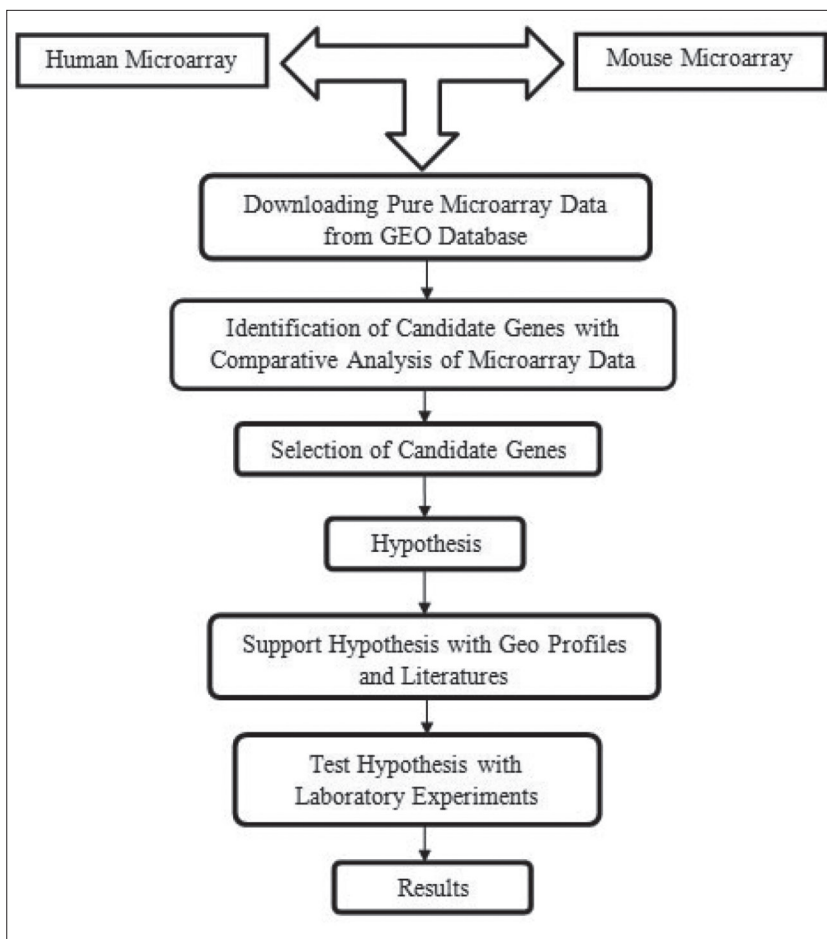 Human Microarray
Mouse Microarray
Downloading Pure Microarray Data
from GEO Database
Identification of Candidate Genes with
Comparative Analysis of Microarray Data
Selection of Candidate Genes
Hypothesis
Support Hypothesis with Geo Profiles
and Literatures
Test Hypothesis with
Laboratory Experiments
Results